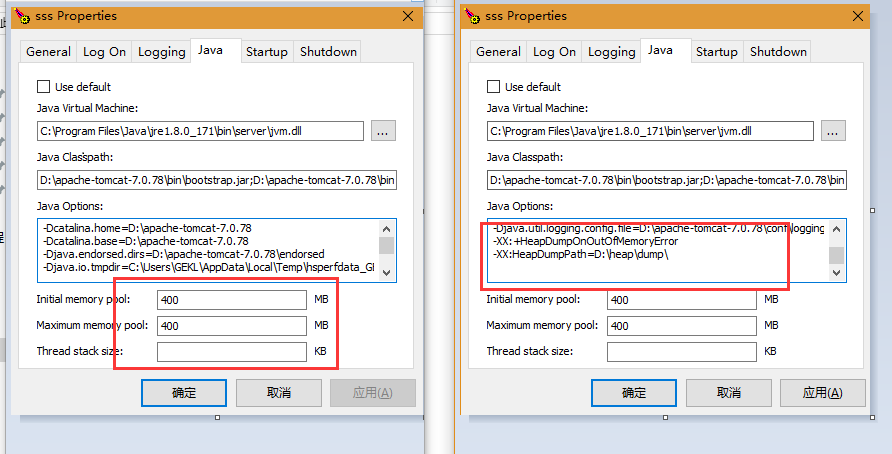 sss Properties
General Log On Logging Java Startup Shutdown
Use default
Java Virtual Machine:
C:\Program Files\Java\jre1.8.0_171\bin\server\jvm.dll ...
Java Classpath:
D:\apache-tomcat-7.0.78\bin\bootstrap.jar;D:\apache-tomcat-7.0.78\bin
Java Options:
-Dcatalina.home=D:\apache-tomcat-7.0.78
-Dcatalina.base=D:\apache-tomcat-7.0.78
-Djava.endorsed.dirs=D:\apache-tomcat-7.0.78\endorsed
-Djava.io.tmpdir=C:\Users\GEKL\AppData\Local\Temp\hsperfdata_GE
Initial memory pool: 400 MB
Maximum memory pool: 400 MB
Thread stack size: KB
确定 取消 应用(A)
sss Properties
General Log On Logging Java Startup Shutdown
Use default
Java Virtual Machine:
C:\Program Files\Java\jre1.8.0_171\bin\server\jvm.dll ...
Java Classpath:
D:\apache-tomcat-7.0.78\bin\bootstrap.jar;D:\apache-tomcat-7.0.78\bin
Java Options:
-Djava.util.logging.config.file=D:\apache-tomcat-7.0.78\conf\logging
-XX:+HeapDumpOnOutOfMemoryError
-XX:HeapDumpPath=D:\heap\dump\
Initial memory pool: 400 MB
Maximum memory pool: 400 MB
Thread stack size: KB
确定 取消 应用(A)